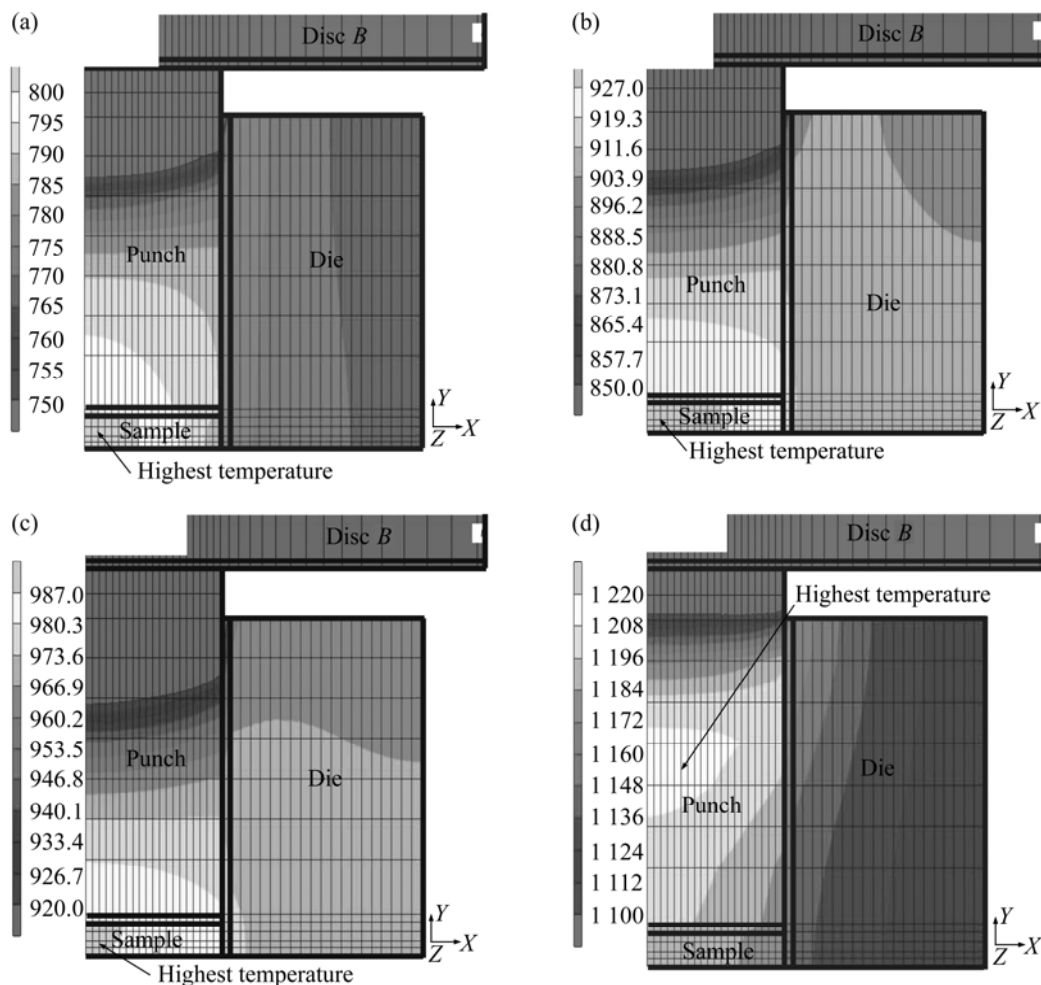 (a)
Disc B
800
795
790
785
780
775
770
765
760
755
750
Punch
Die
Sample
Y
Z X
Highest temperature
(b)
Disc B
927.0
919.3
911.6
903.9
896.2
888.5
880.8
873.1
865.4
857.7
850.0
Punch
Die
Sample
Y
Z X
Highest temperature
(c)
Disc B
987.0
980.3
973.6
966.9
960.2
953.5
946.8
940.1
933.4
926.7
920.0
Punch
Die
Sample
Y
Z X
Highest temperature
(d)
Disc B
Highest temperature
1 220
1 208
1 196
1 184
1 172
1 160
1 148
1 136
1 124
1 112
1 100
Die
Punch
Sample
Y
Z X